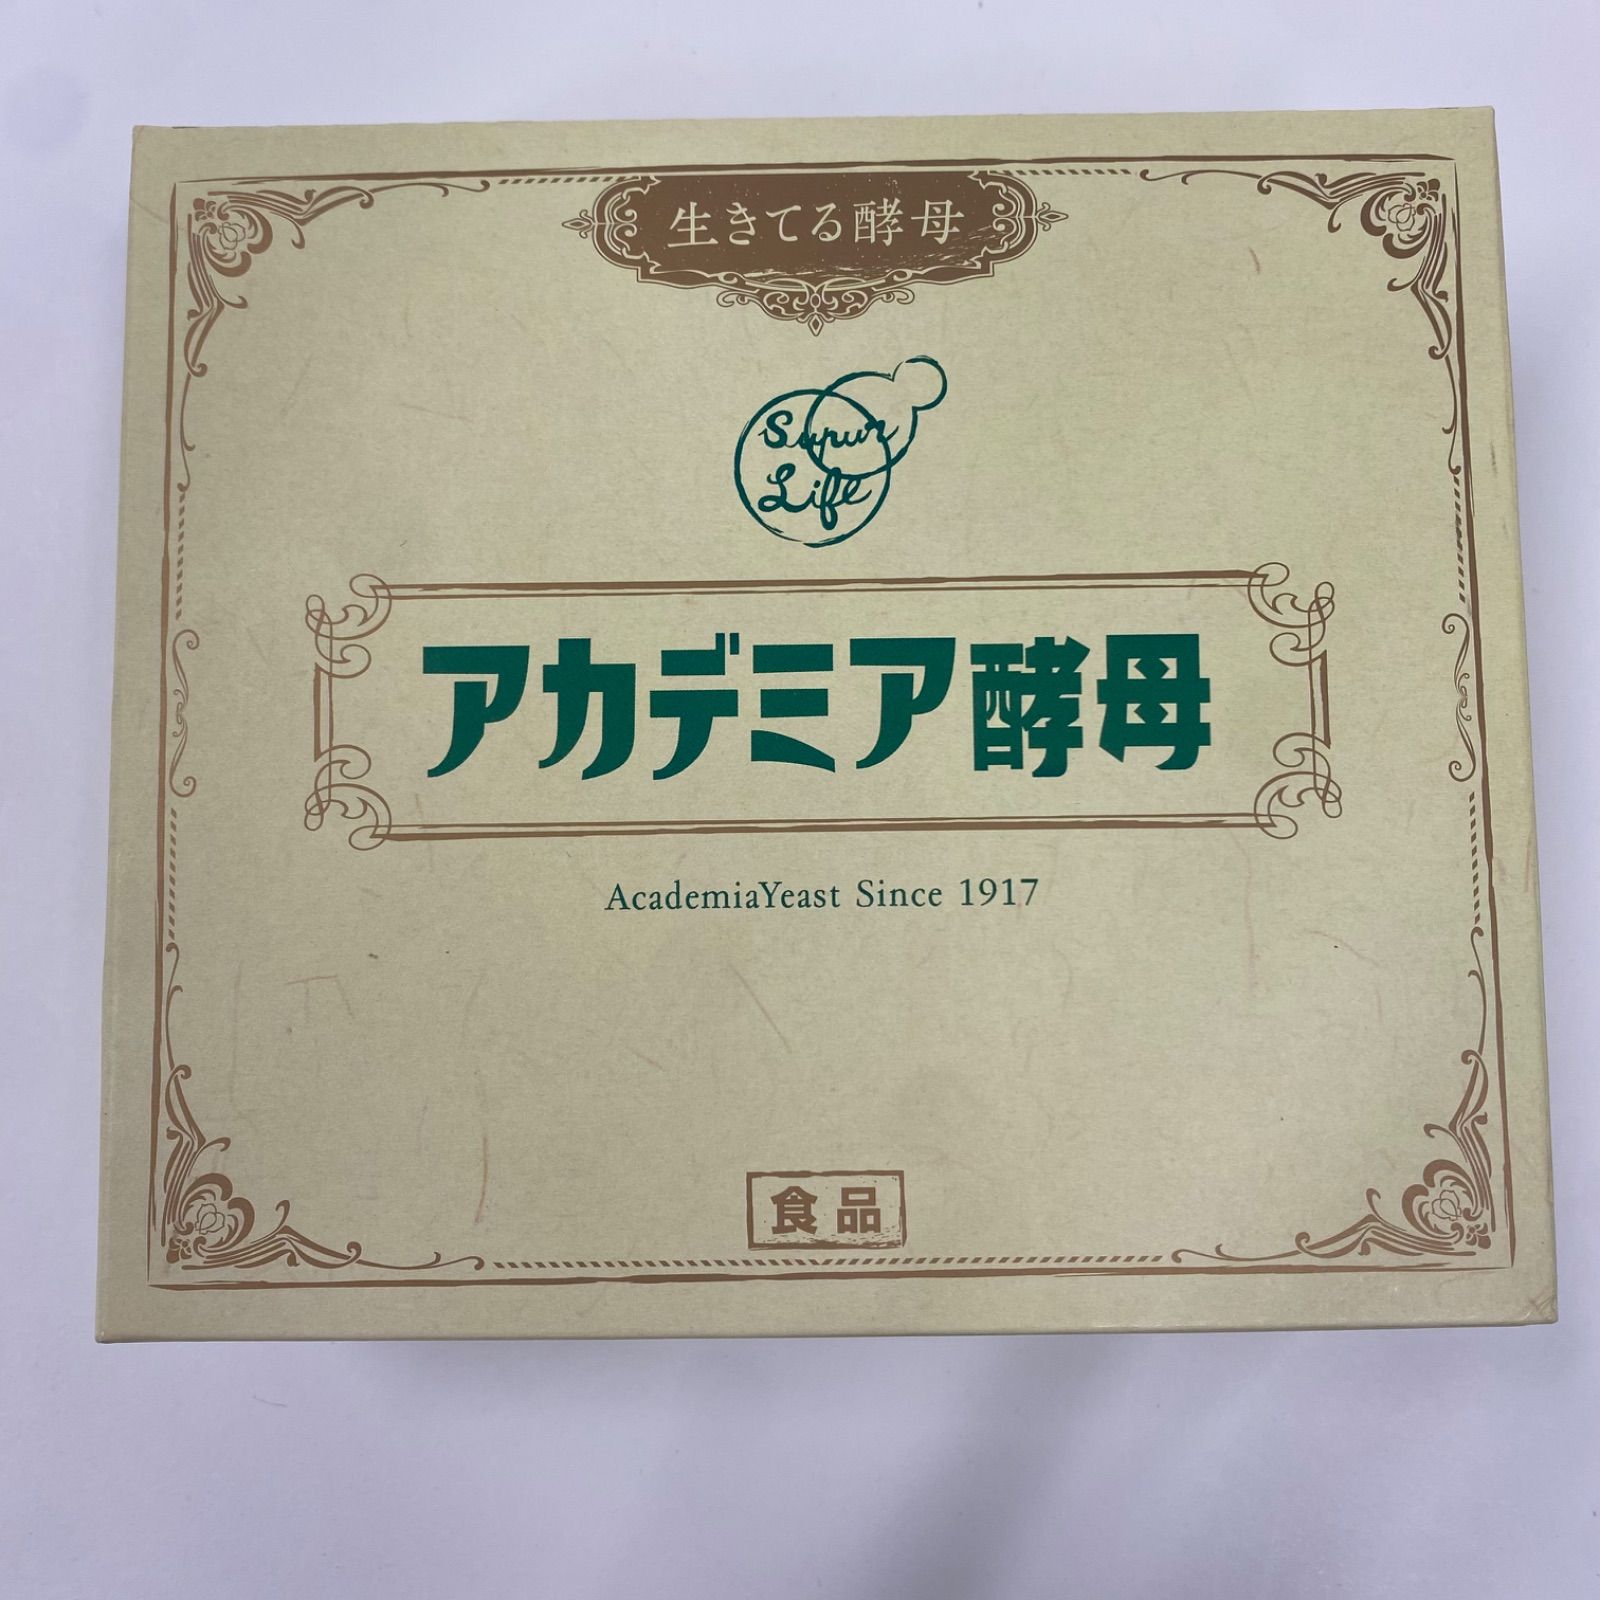 生きてる酵母
Supur
Life
アカデミア酵母
AcademiaYeast Since 1917
食品